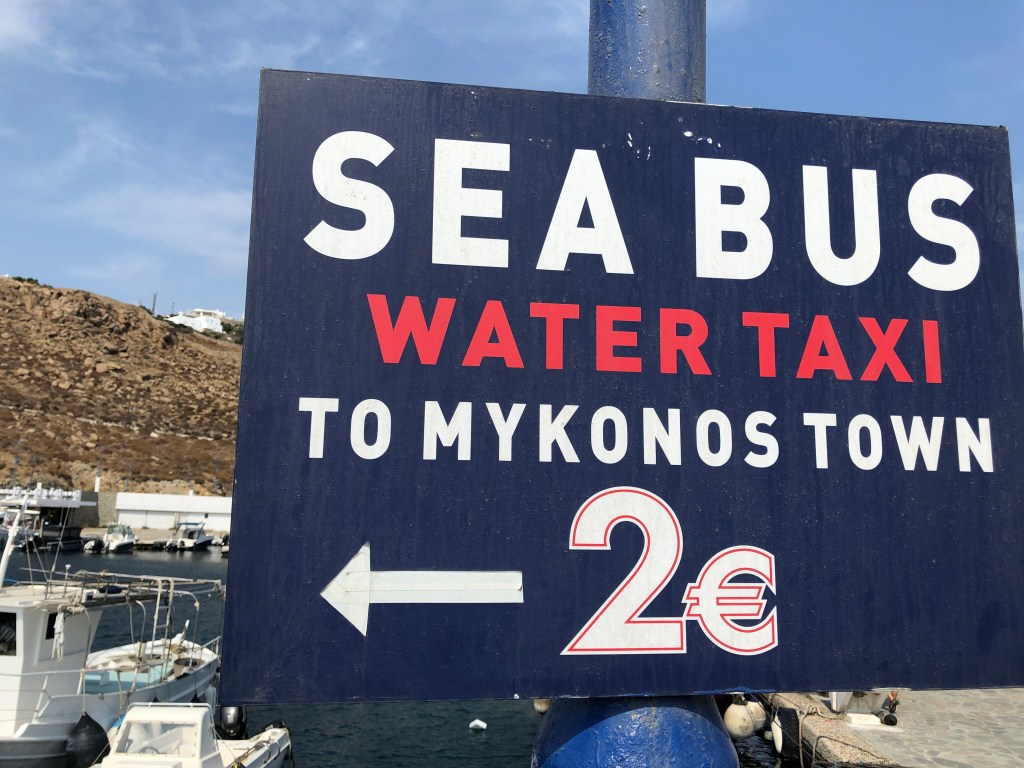 SEA BUS
WATER TAXI
TO MYKONOS TOWN
2€